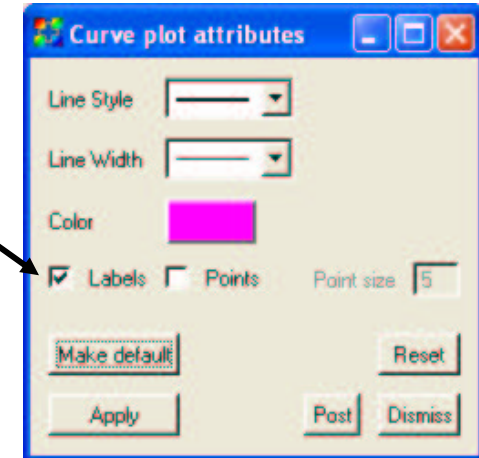 Curve plot attributes
Line Style
Line Width
Color
Labels Points Point size 5
Make default Reset
Apply Post Dismiss